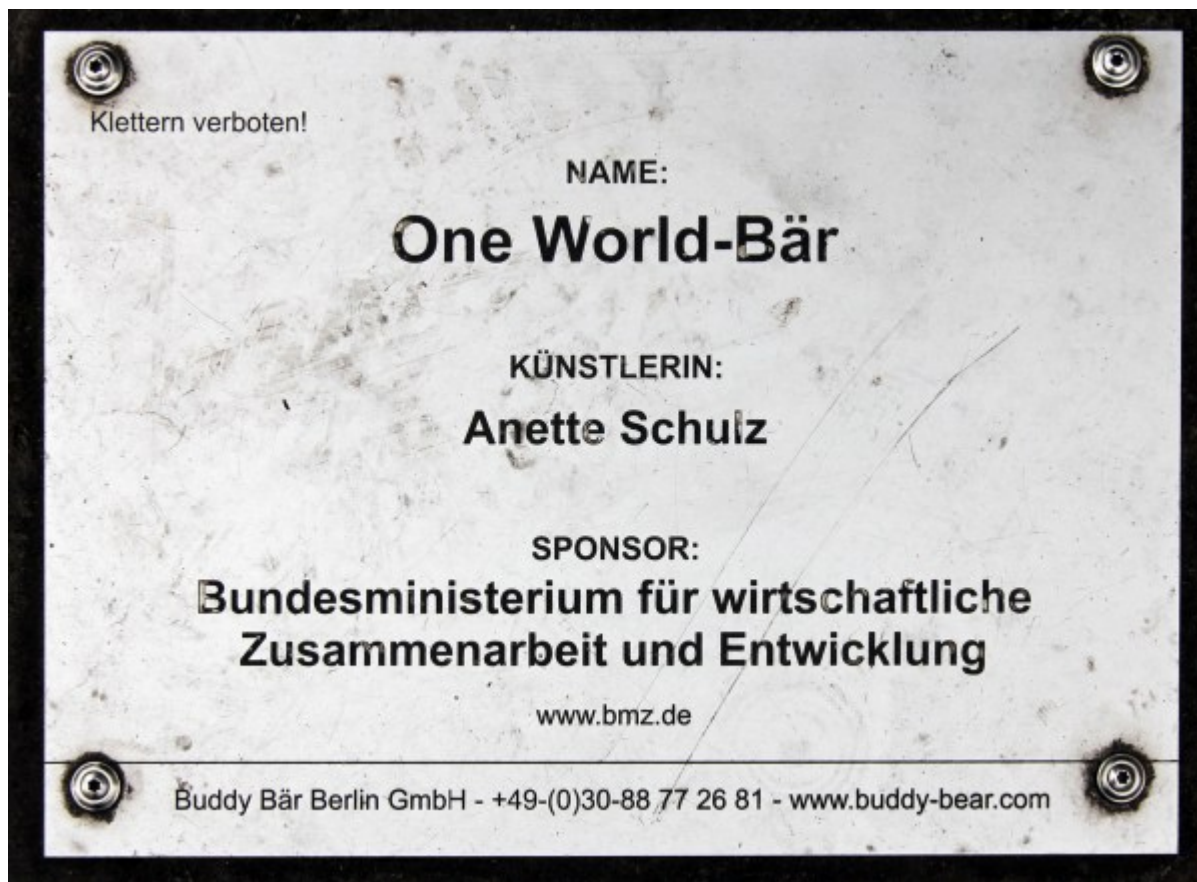 Klettern verboten!
NAME:
One World-Bär
KÜNSTLERIN:
Anette Schulz
SPONSOR:
Bundesministerium für wirtschaftliche
Zusammenarbeit und Entwicklung
www.bmz.de
Buddy Bär Berlin GmbH - +49-(0)30-88 77 26 81 - www.buddy-bear.com